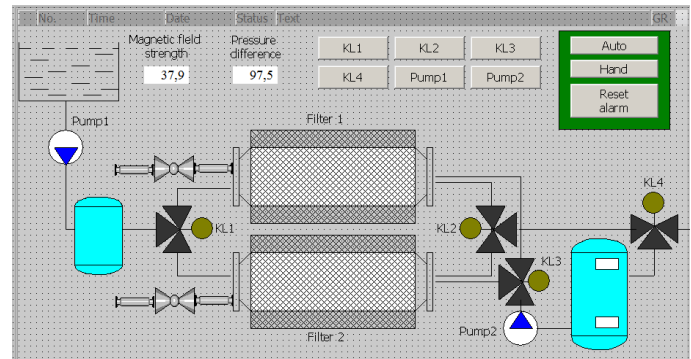 No. Time Date Status Text GR
Magnetic field
strength
Pressure
difference
37,9
97,5
KL1 KL2 KL3
KL4 Pump1 Pump2
Auto
Hand
Reset
alarm
Pump1
Filter 1
KL4
KL1
KL2
KL3
Pump2
Filter 2